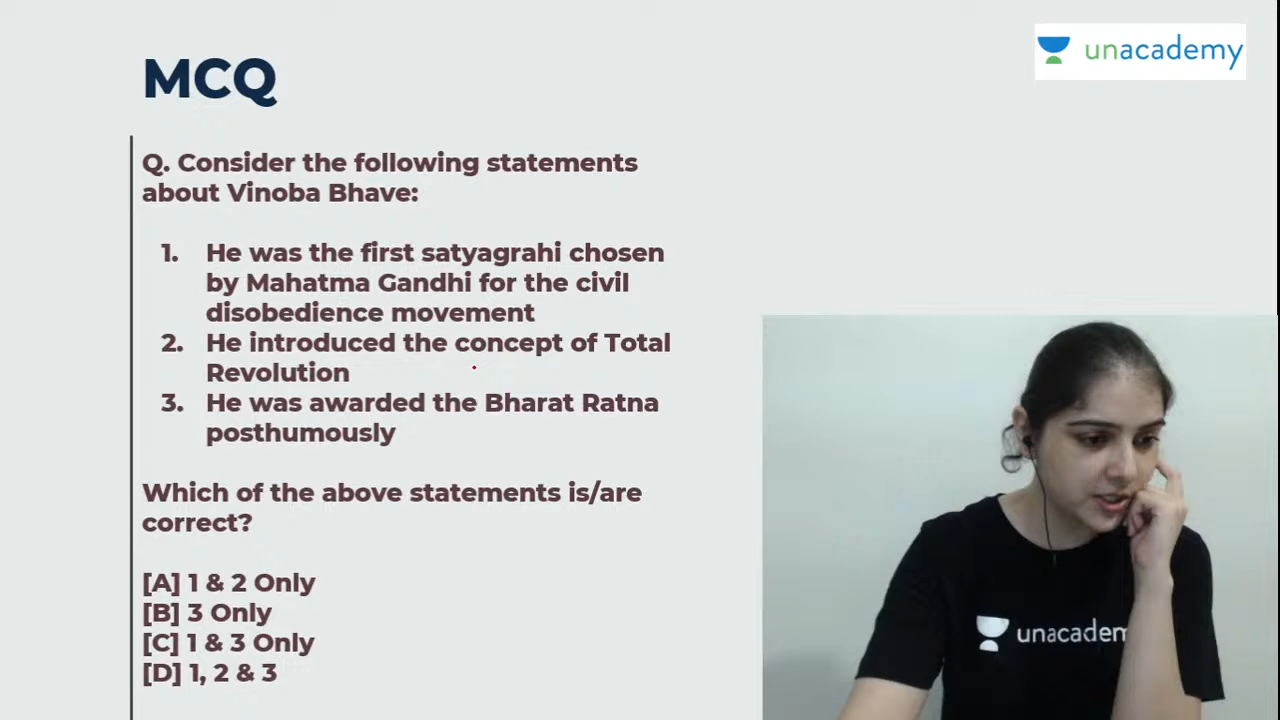 MCQ
unacademy
Q. Consider the following statements
about Vinoba Bhave:
1. He was the first satyagrahi chosen
by Mahatma Gandhi for the civil
disobedience movement
2. He introduced the concept of Total
Revolution
3. He was awarded the Bharat Ratna
posthumously
Which of the above statements is/are
correct?
[A] 1 & 2 Only
[B] 3 Only
[C] 1 & 3 Only
[D] 1, 2 & 3
unacadem